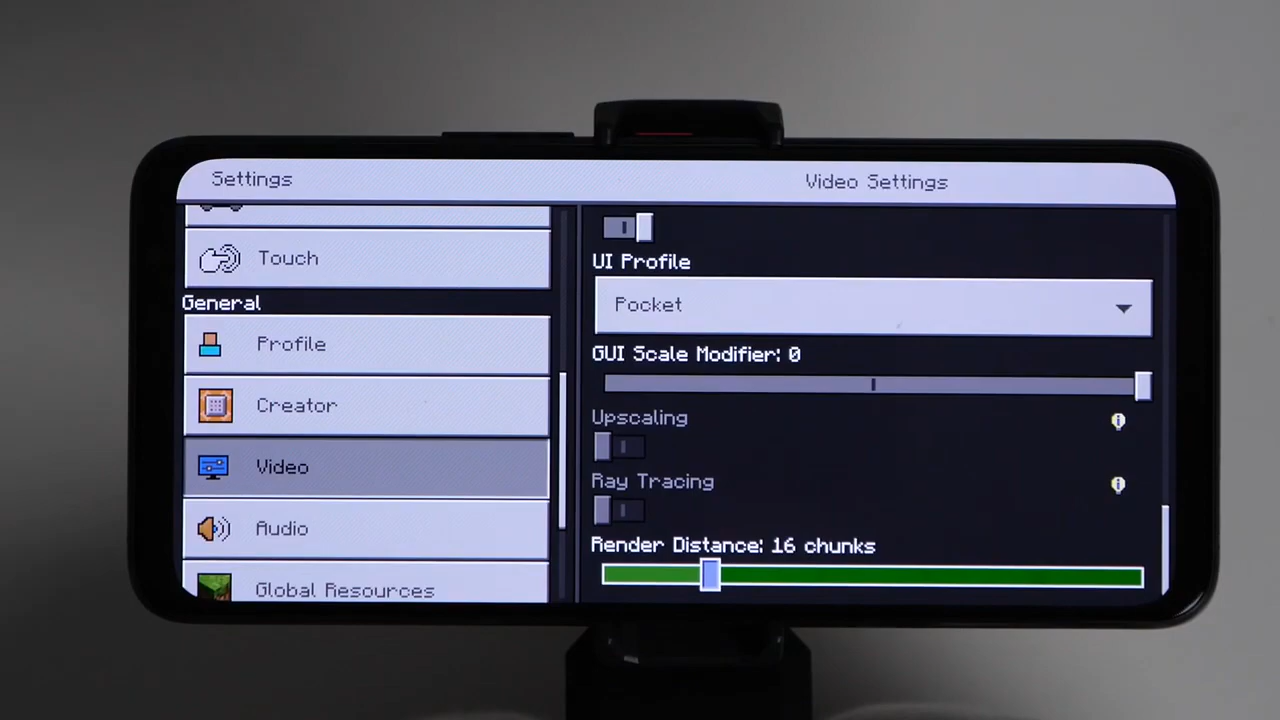 Settings
Video Settings
Touch
General
Profile
Creator
Video
Audio
Global Resources
UI Profile
Pocket
GUI Scale Modifier: 0
Upscaling
Ray Tracing
Render Distance: 16 chunks